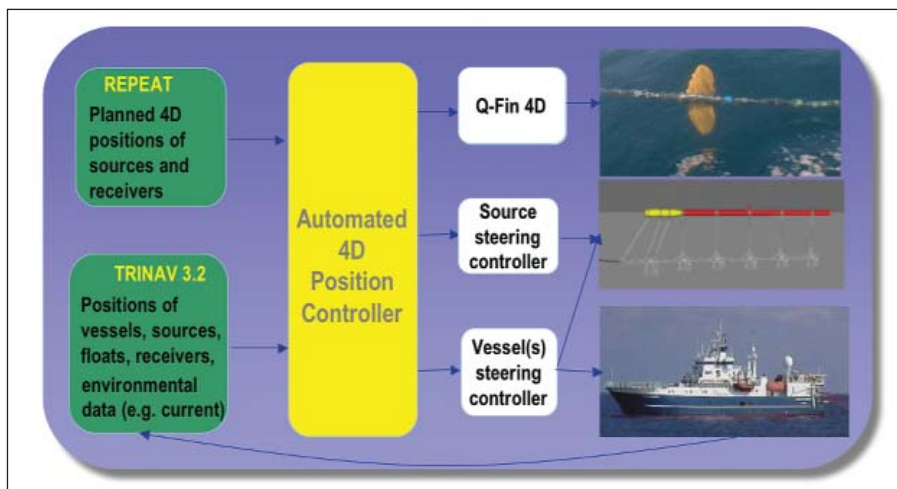 REPEAT
Planned 4D
positions of
sources and
receivers
TRINAV 3.2
Positions of
vessels, sources,
floats, receivers,
environmental
data (e.g. current)
Automated
4D
Position
Controller
Q-Fin 4D
Source
steering
controller
Vessel(s)
steering
controller